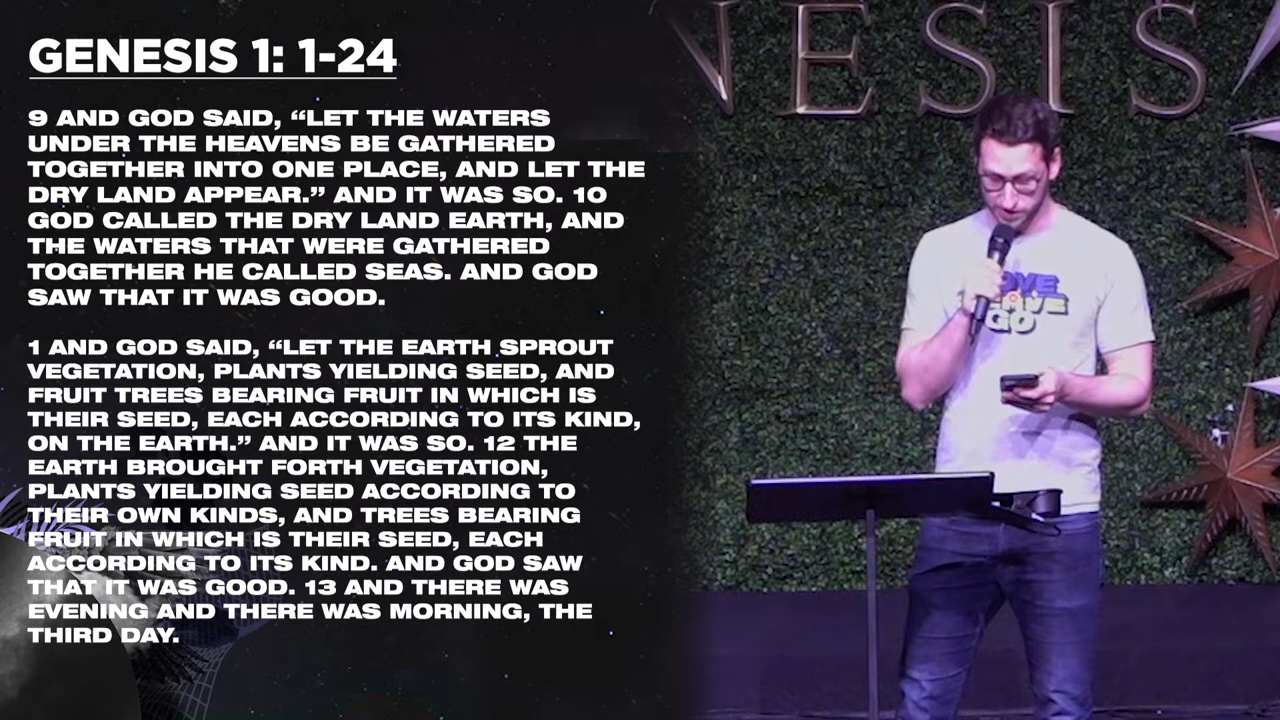 GENESIS 1: 1-24
9 AND GOD SAID, “LET THE WATERS
UNDER THE HEAVENS BE GATHERED
TOGETHER INTO ONE PLACE, AND LET THE
DRY LAND APPEAR.” AND IT WAS SO. 10
GOD CALLED THE DRY LAND EARTH, AND
THE WATERS THAT WERE GATHERED
TOGETHER HE CALLED SEAS. AND GOD
SAW THAT IT WAS GOOD.
1 AND GOD SAID, “LET THE EARTH SPROUT
VEGETATION, PLANTS YIELDING SEED, AND
FRUIT TREES BEARING FRUIT IN WHICH IS
THEIR SEED, EACH ACCORDING TO ITS KIND,
ON THE EARTH.” AND IT WAS SO. 12 THE
EARTH BROUGHT FORTH VEGETATION,
PLANTS YIELDING SEED ACCORDING TO
THEIR OWN KINDS, AND TREES BEARING
FRUIT IN WHICH IS THEIR SEED, EACH
ACCORDING TO ITS KIND. AND GOD SAW
THAT IT WAS GOOD. 13 AND THERE WAS
EVENING AND THERE WAS MORNING, THE
THIRD DAY.
NESIS
GO